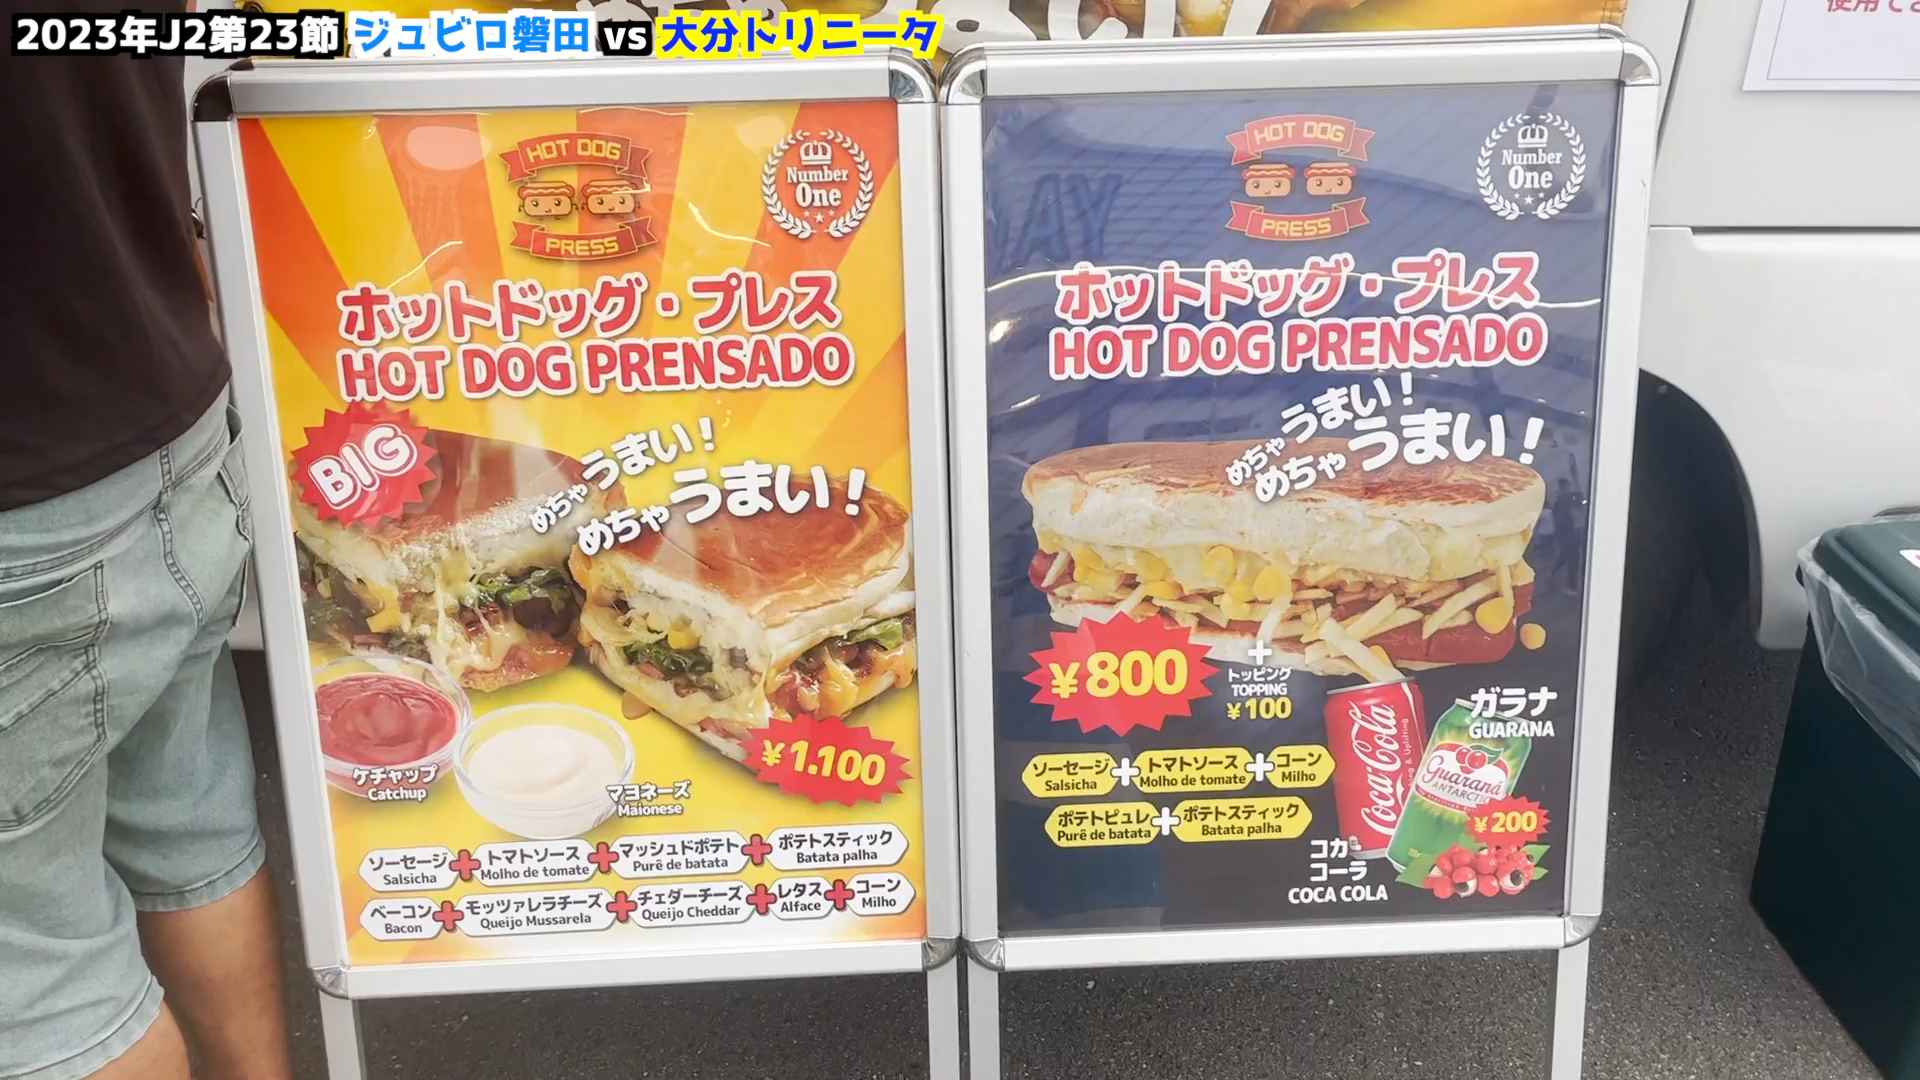 2023年J2第23節 ジュビロ磐田 vs 大分トリニータ
HOT DOG
PRESS
Number
One
ホットドッグ・プレス
HOT DOG PRENSADO
BIG
めちゃうまい！
めちゃうまい！
ケチャップ
Catchup
マヨネーズ
Maionese
¥1.100
ソーセージ + トマトソース + マッシュドポテト + ポテトスティック
Salsicha Molho de tomate Purê de batata Batata palha
ベーコン + モッツァレラチーズ + チェダーチーズ + レタス + コーン
Bacon Queijo Mussarela Queijo Cheddar Alface Milho
HOT DOG
PRESS
Number
One
ホットドッグ・プレス
HOT DOG PRENSADO
めちゃうまい！
めちゃうまい！
¥800
+
トッピング
TOPPING
¥100
ソーセージ + トマトソース + コーン
Salsicha Molho de tomate Milho
ポテトピュレ + ポテトスティック
Purê de batata Batata palha
Coca-Cola
コカ・
コーラ
COCA COLA
ガラナ
GUARANA
Guaraná
ANTARCTICA
¥200